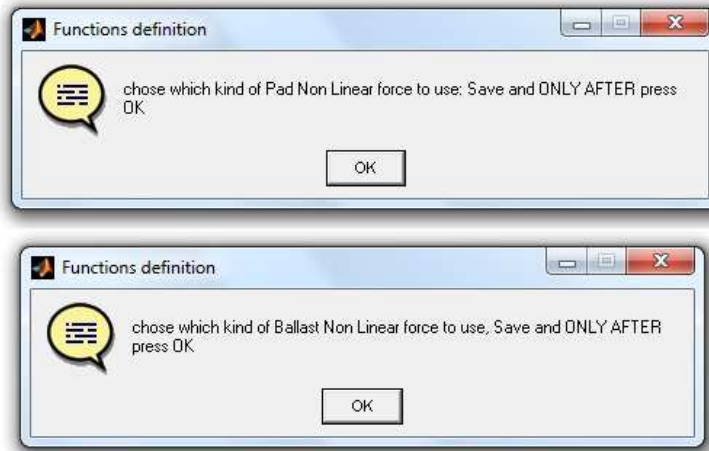 Functions definition
chose which kind of Pad Non Linear force to use: Save and ONLY AFTER press
OK
OK
Functions definition
chose which kind of Ballast Non Linear force to use, Save and ONLY AFTER
press OK
OK